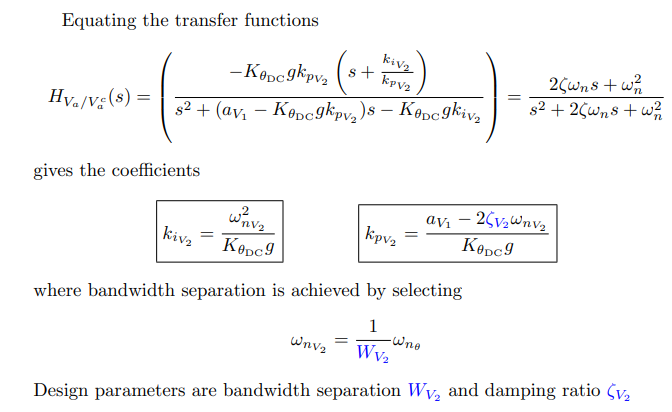 Equating the transfer functions
$H_{V_a/V_a^c}(s) = \left( \frac{-K_{\theta_{\mathrm{DC}}} g k_{p_{V_2}} \left( s + \frac{k_{i_{V_2}}}{k_{p_{V_2}}} \right)}{s^2 + (a_{V_1} - K_{\theta_{\mathrm{DC}}} g k_{p_{V_2}})s - K_{\theta_{\mathrm{DC}}} g k_{i_{V_2}}} \right) = \frac{2\zeta\omega_n s + \omega_n^2}{s^2 + 2\zeta\omega_n s + \omega_n^2}$
gives the coefficients
$k_{i_{V_2}} = \frac{\omega_{n_{V_2}}^2}{K_{\theta_{\mathrm{DC}}} g}$ $k_{p_{V_2}} = \frac{a_{V_1} - 2\zeta_{V_2}\omega_{n_{V_2}}}{K_{\theta_{\mathrm{DC}}} g}$
where bandwidth separation is achieved by selecting
$\omega_{n_{V_2}} = \frac{1}{W_{V_2}} \omega_{n_\theta}$
Design parameters are bandwidth separation $W_{V_2}$ and damping ratio $\zeta_{V_2}$